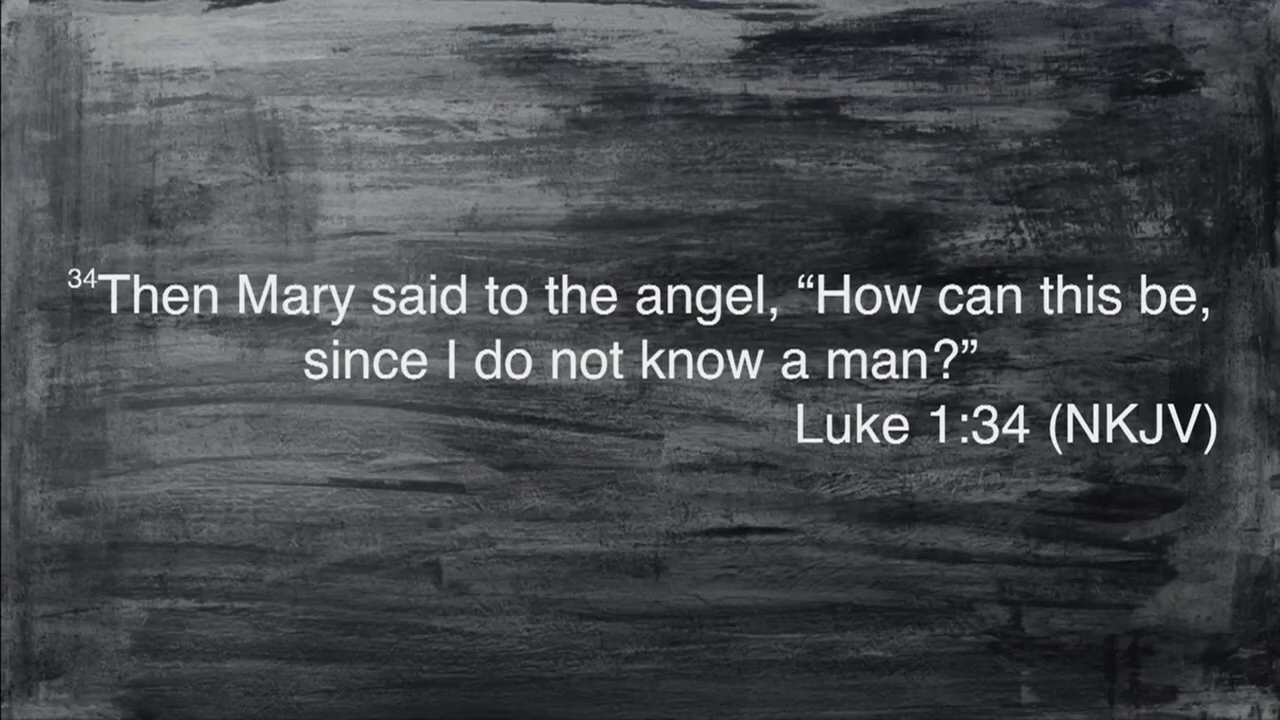 34Then Mary said to the angel, “How can this be,
since I do not know a man?”
Luke 1:34 (NKJV)